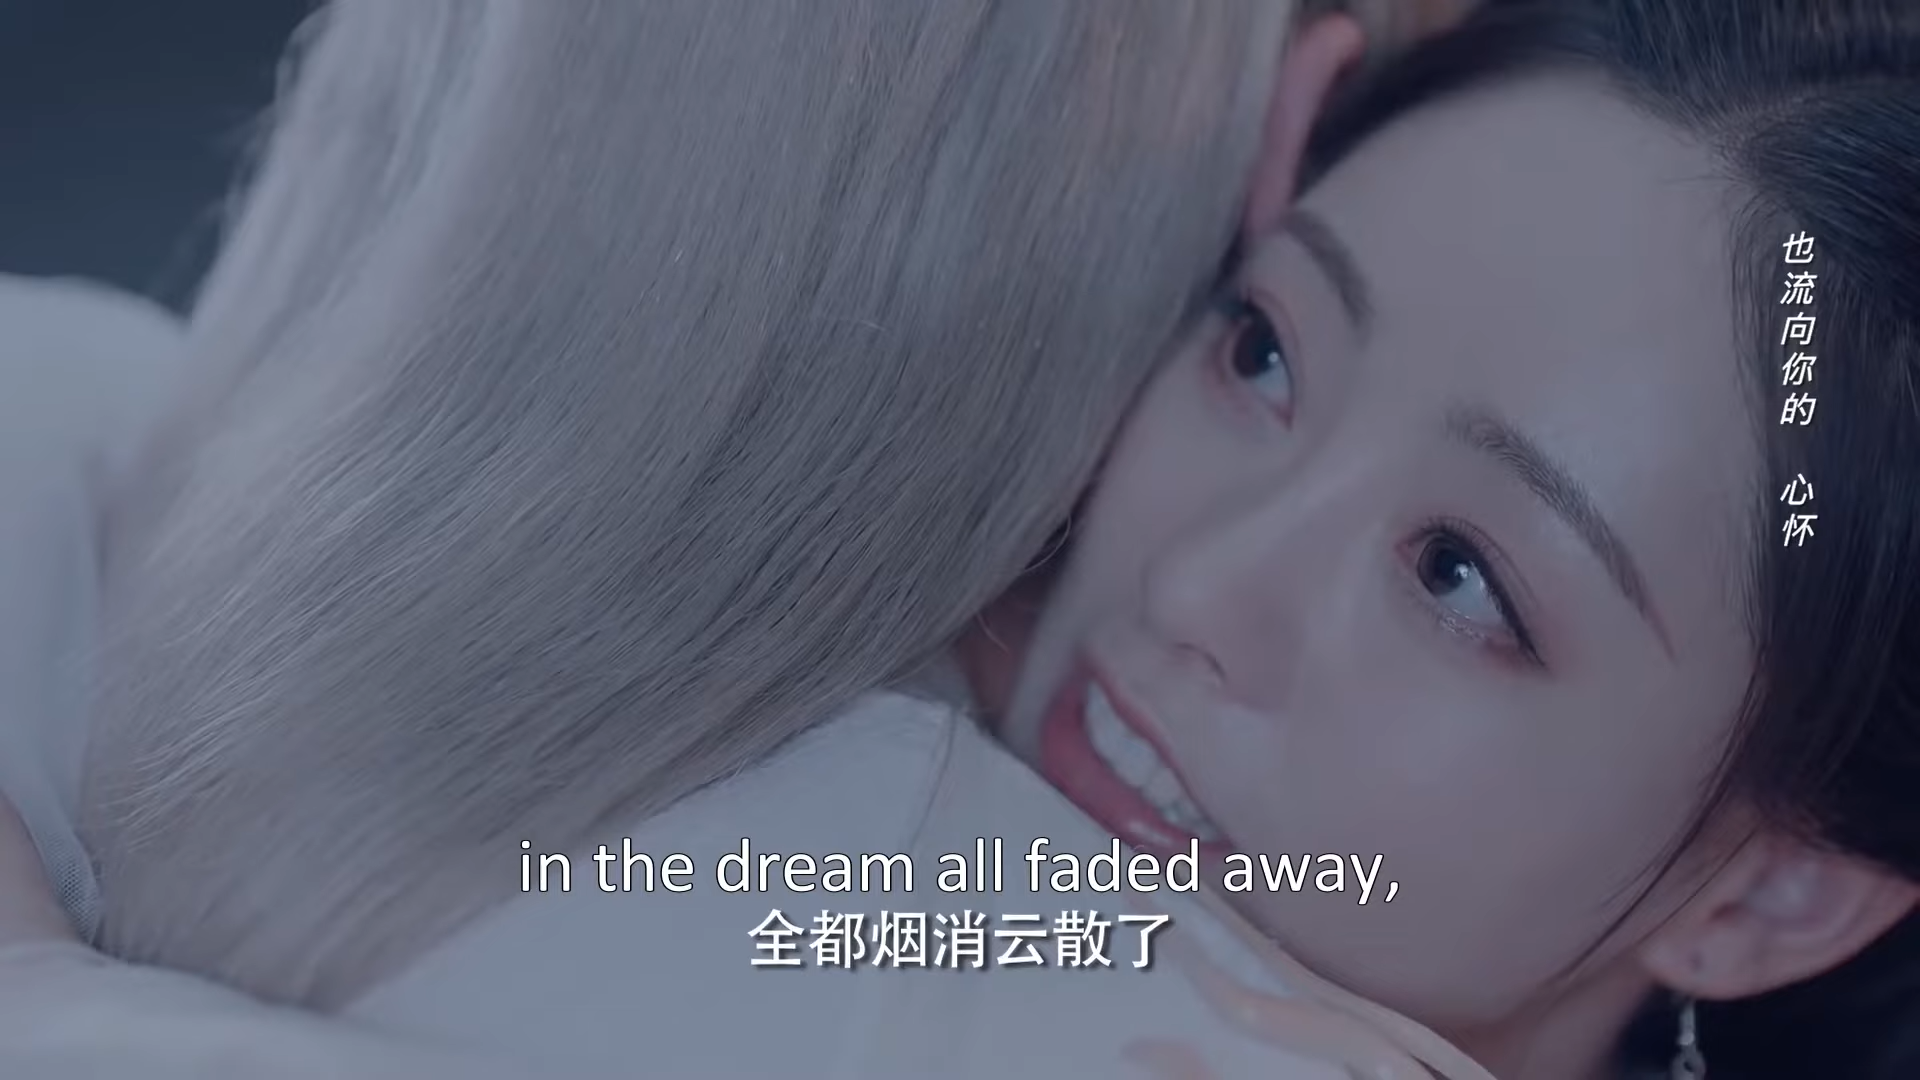 也流向你的 心怀
in the dream all faded away,
全都烟消云散了